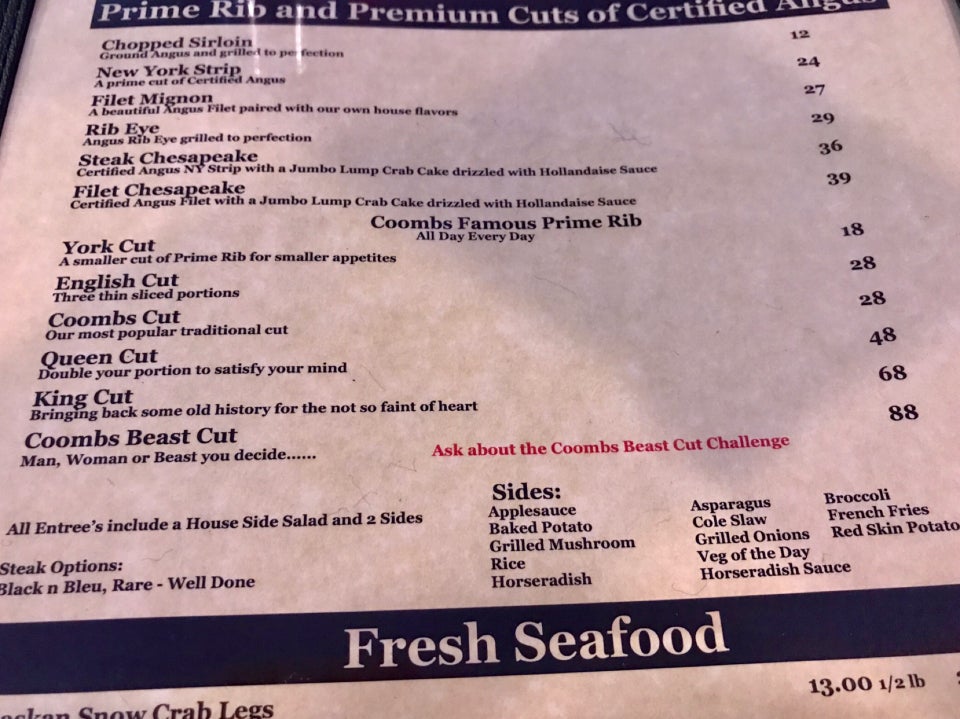 Prime Rib and Premium Cuts of Certified Angus
Chopped Sirloin 12
Ground Angus and grilled to perfection
New York Strip 24
A prime cut of Certified Angus
Filet Mignon 27
A beautiful Angus Filet paired with our own house flavors
Rib Eye 29
Angus Rib Eye grilled to perfection
Steak Chesapeake 36
Certified Angus NY Strip with a Jumbo Lump Crab Cake drizzled with Hollandaise Sauce
Filet Chesapeake 39
Certified Angus Filet with a Jumbo Lump Crab Cake drizzled with Hollandaise Sauce
Coombs Famous Prime Rib
All Day Every Day
York Cut 18
A smaller cut of Prime Rib for smaller appetites
English Cut 28
Three thin sliced portions
Coombs Cut 28
Our most popular traditional cut
Queen Cut 48
Double your portion to satisfy your mind
King Cut 68
Bringing back some old history for the not so faint of heart
Coombs Beast Cut 88
Man, Woman or Beast you decide......
Ask about the Coombs Beast Cut Challenge
All Entree's include a House Side Salad and 2 Sides
Steak Options:
Black n Bleu, Rare - Well Done
Sides:
Applesauce
Baked Potato
Grilled Mushroom
Rice
Horseradish
Asparagus
Cole Slaw
Grilled Onions
Veg of the Day
Horseradish Sauce
Broccoli
French Fries
Red Skin Potato
Fresh Seafood
Snow Crab Legs 13.00 1/2 lb